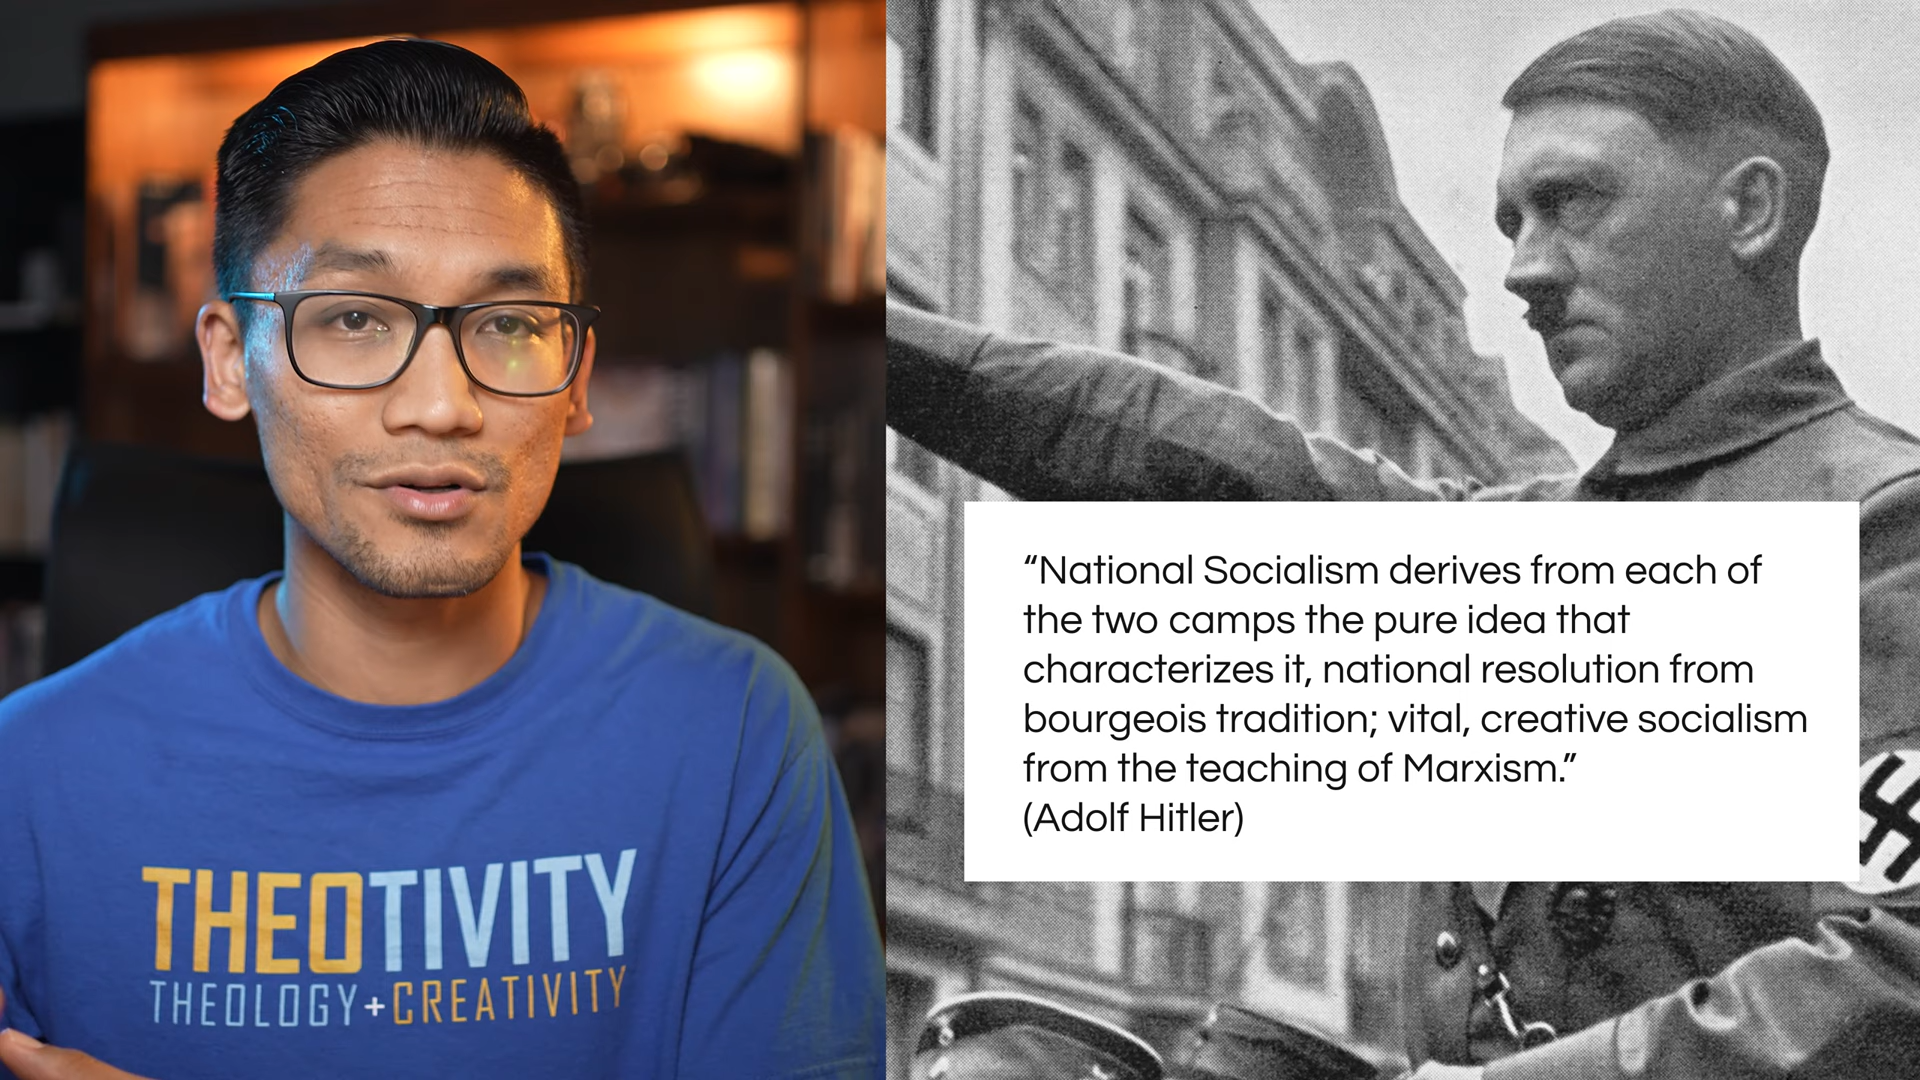 THEOTIVITY
THEOLOGY+CREATIVITY
“National Socialism derives from each of
the two camps the pure idea that
characterizes it, national resolution from
bourgeois tradition; vital, creative socialism
from the teaching of Marxism.”
(Adolf Hitler)